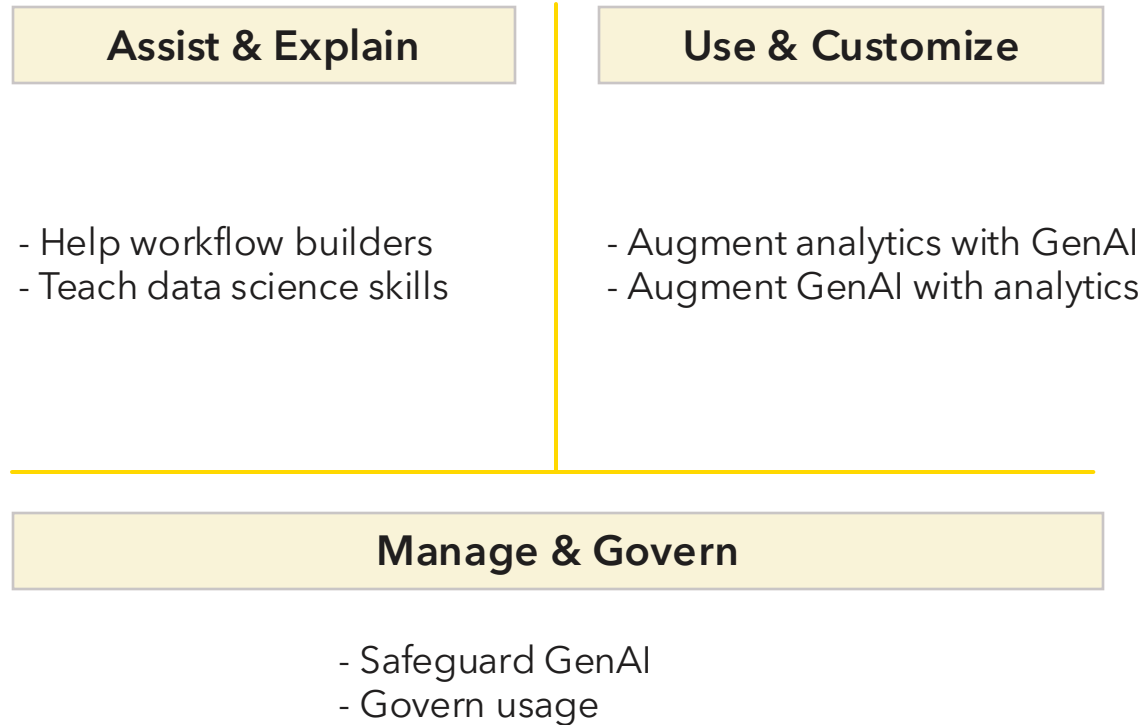 Assist & Explain
- Help workflow builders
- Teach data science skills
Use & Customize
- Augment analytics with GenAI
- Augment GenAI with analytics
Manage & Govern
- Safeguard GenAI
- Govern usage